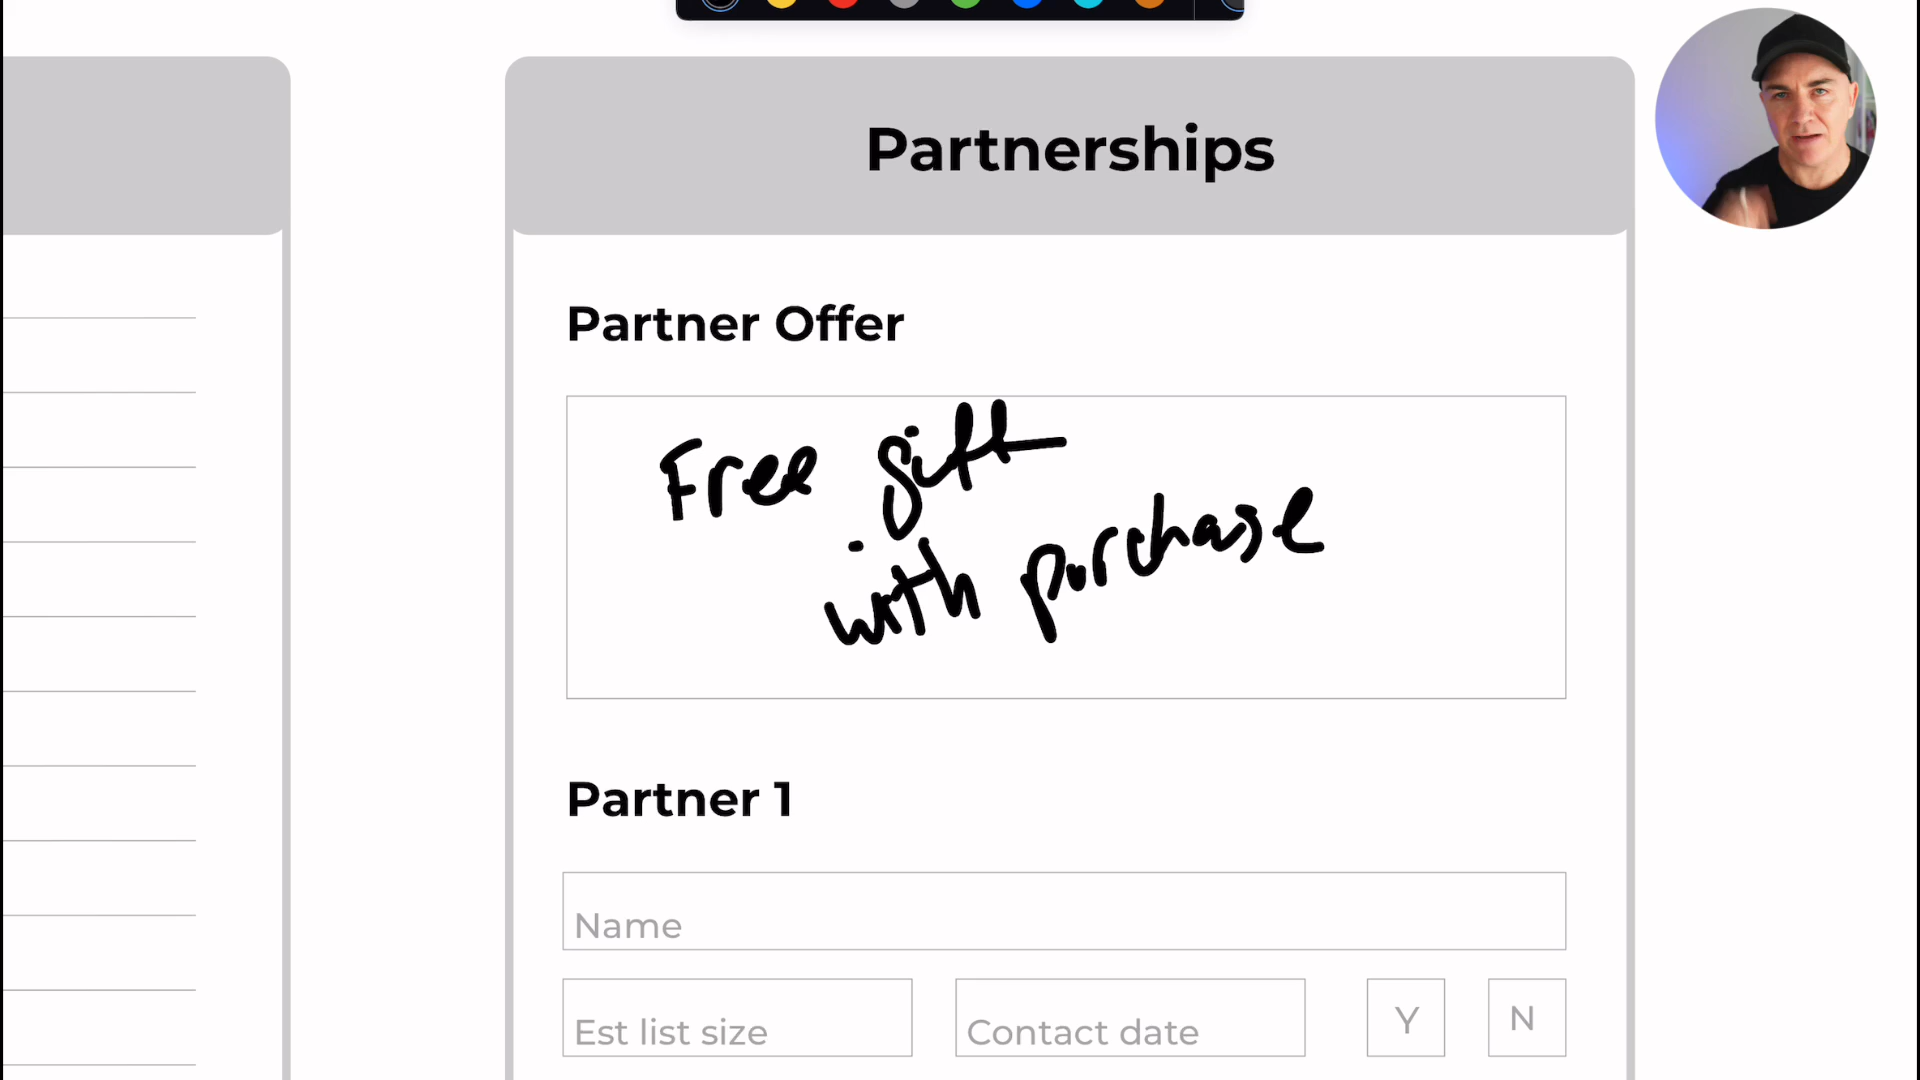 Partnerships
Partner Offer
Free gift
with purchase
Partner 1
Name
Est list size
Contact date
Y
N